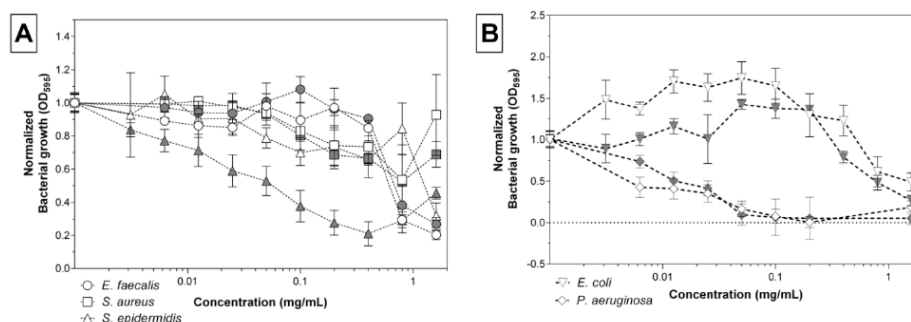 A
Normalized
Bacterial growth (OD595)
1.4
1.2
1.0
0.8
0.6
0.4
0.2
0.0
0.01
0.1
1
Concentration (mg/mL)
E. faecalis
S. aureus
S. epidermidis
B
Normalized
Bacterial growth (OD595)
2.5
2.0
1.5
1.0
0.5
0.0
-0.5
0.01
0.1
1
Concentration (mg/mL)
E. coli
P. aeruginosa